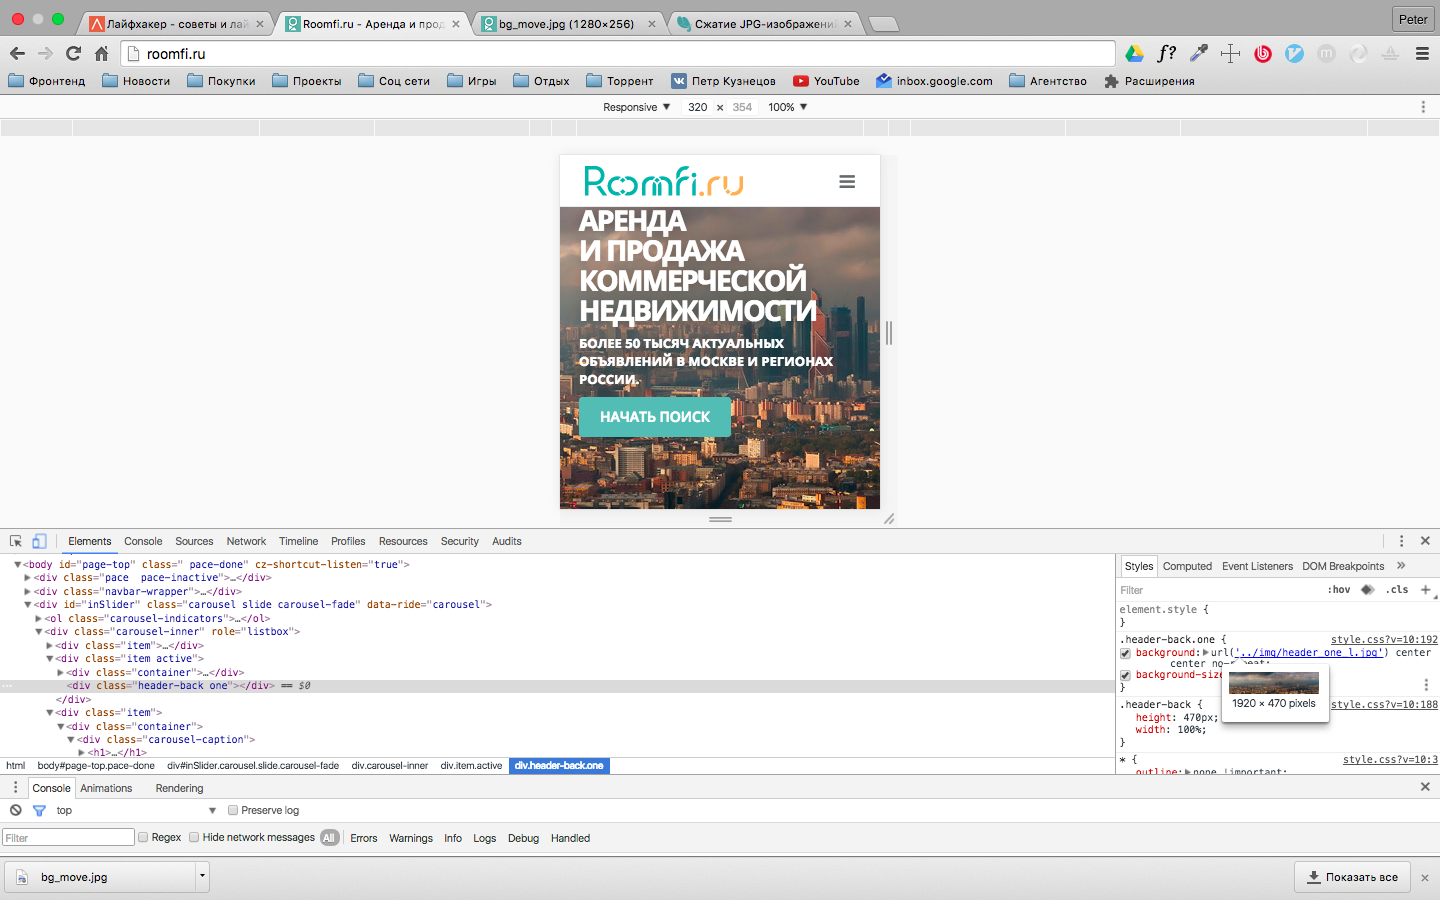 Лайфхакер - советы и лай
Roomfi.ru - Аренда и прод
bg_move.jpg (1280×256)
Сжатие JPG-изображений
Peter
roomfi.ru
f?
Фронтенд
Новости
Покупки
Проекты
Соц сети
Игры
Отдых
Торрент
Петр Кузнецов
YouTube
inbox.google.com
Агентство
Расширения
Responsive ▼ 320 × 354 100% ▼
Roomfi.ru
АРЕНДА
И ПРОДАЖА
КОММЕРЧЕСКОЙ
НЕДВИЖИМОСТИ
БОЛЕЕ 50 ТЫСЯЧ АКТУАЛЬНЫХ
ОБЪЯВЛЕНИЙ В МОСКВЕ И РЕГИОНАХ
РОССИИ.
НАЧАТЬ ПОИСК
Elements Console Sources Network Timeline Profiles Resources Security Audits
▼<body id="page-top" class=" pace-done" cz-shortcut-listen="true">
▶<div class="pace  pace-inactive">…</div>
▶<div class="navbar-wrapper">…</div>
▼<div id="inSlider" class="carousel slide carousel-fade" data-ride="carousel">
▶<ol class="carousel-indicators">…</ol>
▼<div class="carousel-inner" role="listbox">
▶<div class="item">…</div>
▼<div class="item active">
▶<div class="container">…</div>
<div class="header-back one"></div> == $0
</div>
▼<div class="item">
▼<div class="container">
▼<div class="carousel-caption">
▶<h1>…</h1>
html body#page-top.pace-done div#inSlider.carousel.slide.carousel-fade div.carousel-inner div.item.active div.header-back.one
Styles Computed Event Listeners DOM Breakpoints »
Filter :hov .cls +
element.style {
}
.header-back.one { style.css?v=10:192
background:▶url('../img/header_one_l.jpg') center
center no-repeat;
background-size
}
1920 × 470 pixels
.header-back { style.css?v=10:188
height: 470px;
width: 100%;
}
* { style.css?v=10:3
outline:▶none !important;
Console Animations Rendering
top ▼ Preserve log
Filter Regex Hide network messages All Errors Warnings Info Logs Debug Handled
bg_move.jpg
Показать все